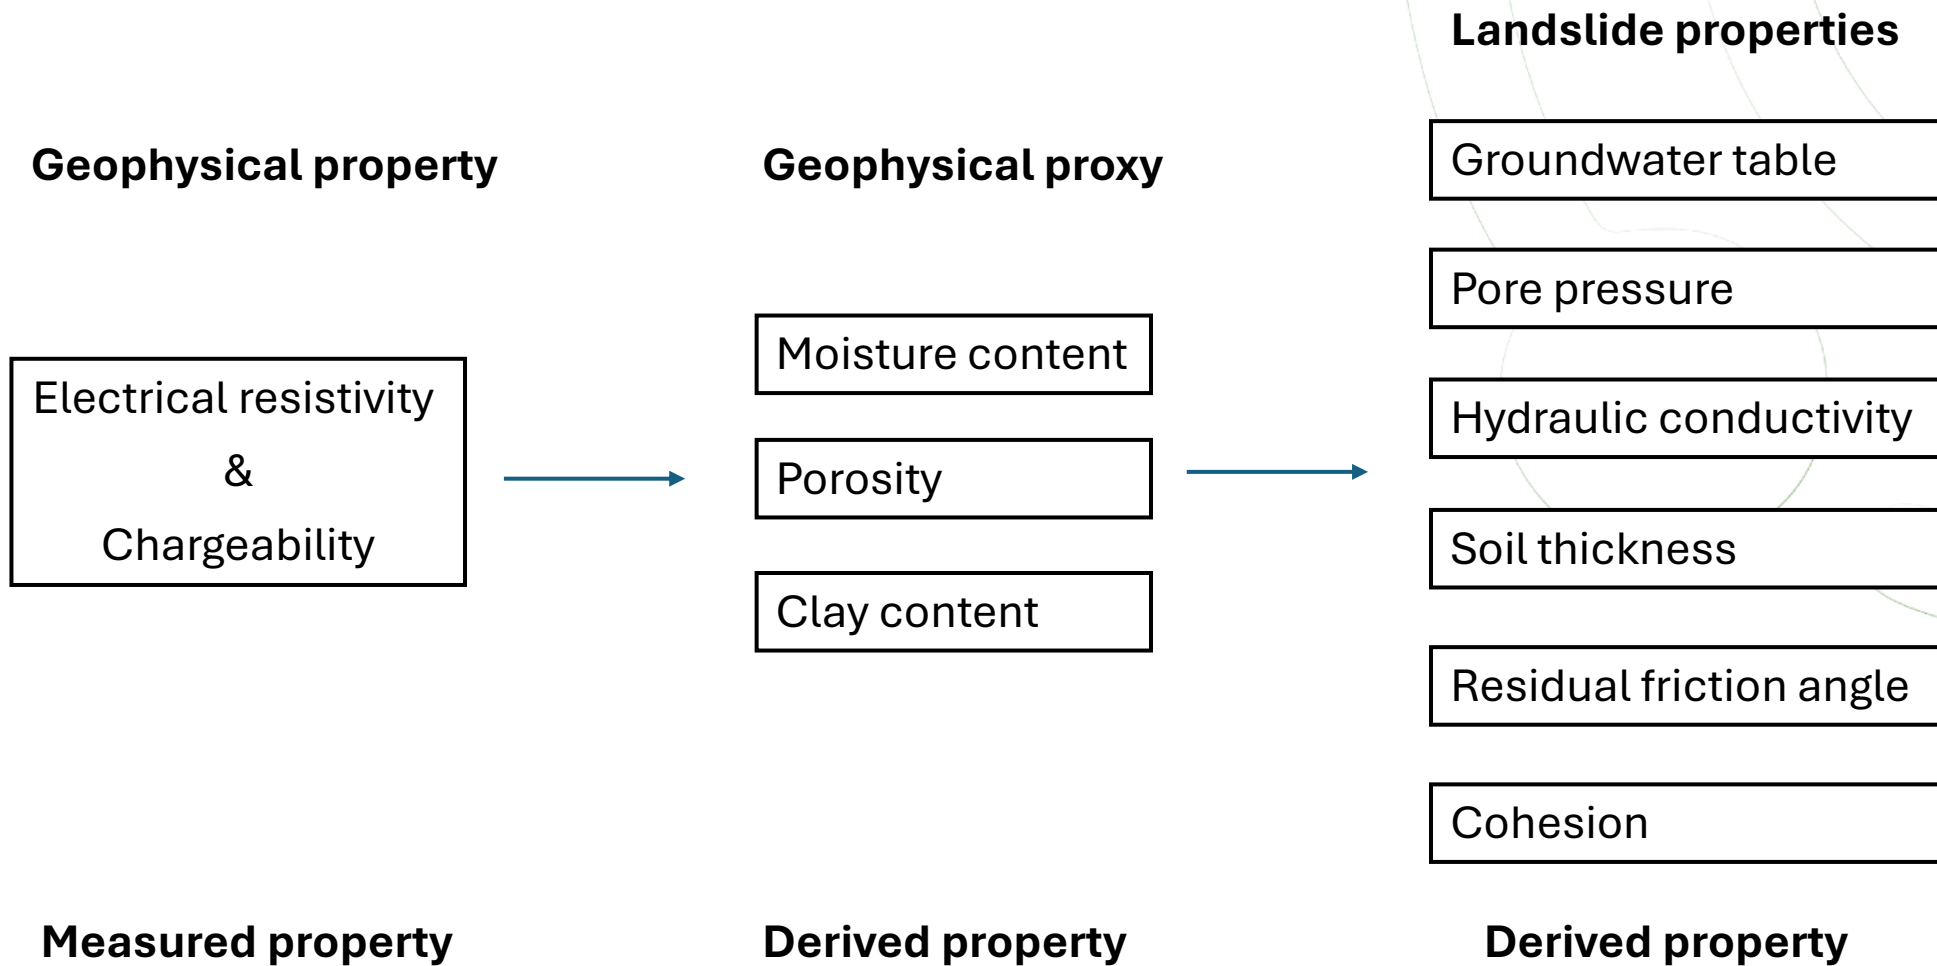 Geophysical property
Electrical resistivity
&
Chargeability
Measured property
Geophysical proxy
Moisture content
Porosity
Clay content
Derived property
Landslide properties
Groundwater table
Pore pressure
Hydraulic conductivity
Soil thickness
Residual friction angle
Cohesion
Derived property